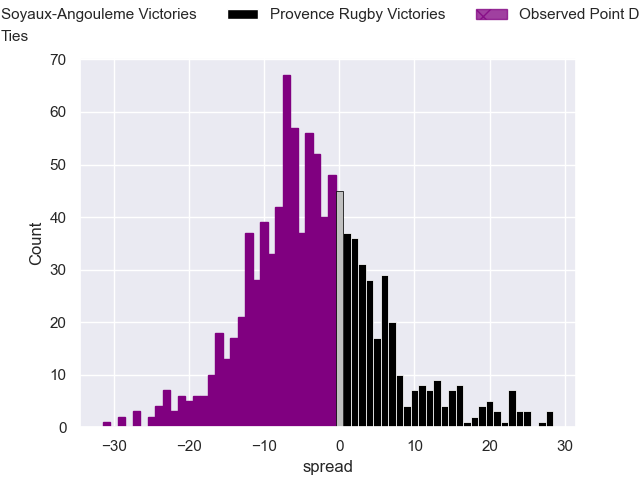 Soyaux-Angouleme Victories Provence Rugby Victories Observed Point D
Ties
70
60
50
40
30
20
10
0
Count
−30 −20 −10 0 10 20 30
spread